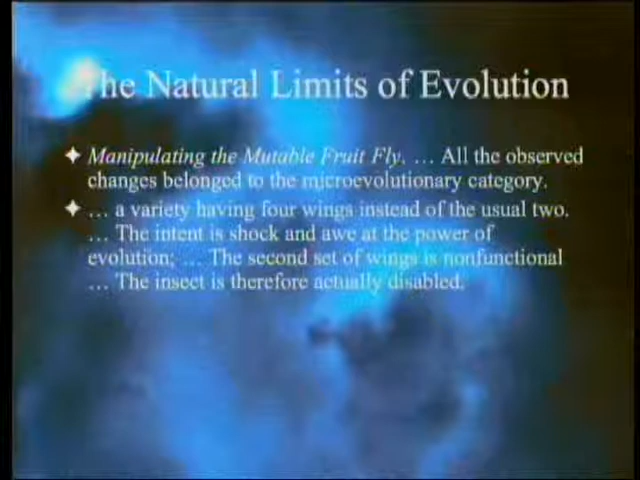 The Natural Limits of Evolution
Manipulating the Mutable Fruit Fly. … All the observed
changes belonged to the microevolutionary category.
… a variety having four wings instead of the usual two.
… The intent is shock and awe at the power of
evolution; … The second set of wings is nonfunctional
… The insect is therefore actually disabled.